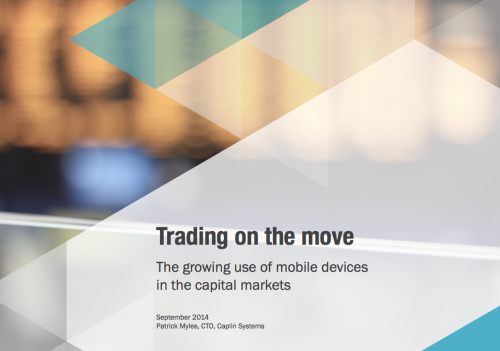 Trading on the move
The growing use of mobile devices
in the capital markets
September 2014
Patrick Myles, CTO, Caplin Systems